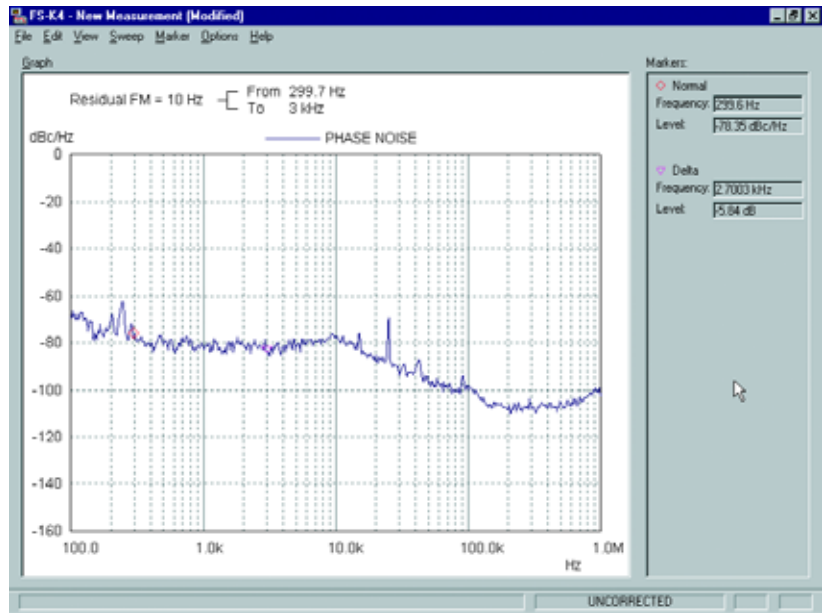 FS-K4 - New Measurement (Modified)
File Edit View Sweep Marker Options Help
Graph
Residual FM = 10 Hz
From 299.7 Hz
To 3 kHz
dBc/Hz
PHASE NOISE
0
-20
-40
-60
-80
-100
-120
-140
-160
100.0 1.0k 10.0k 100.0k 1.0M
Hz
Markers:
Normal
Frequency: 299.6 Hz
Level: -78.35 dBc/Hz
Delta
Frequency: 2.7003 kHz
Level: -5.84 dB
UNCORRECTED